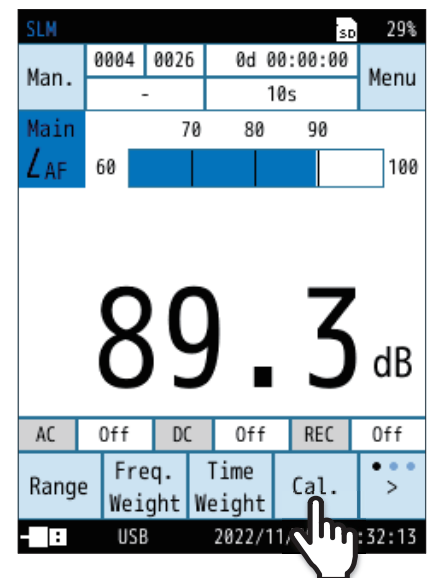 SLM SD 29%
Man. 0004 0026 0d 00:00:00 Menu
- 10s
Main 70 80 90
LAF 60 100
89.3 dB
AC Off DC Off REC Off
Range Freq. Weight Time Weight Cal. >
USB 2022/11/ :32:13